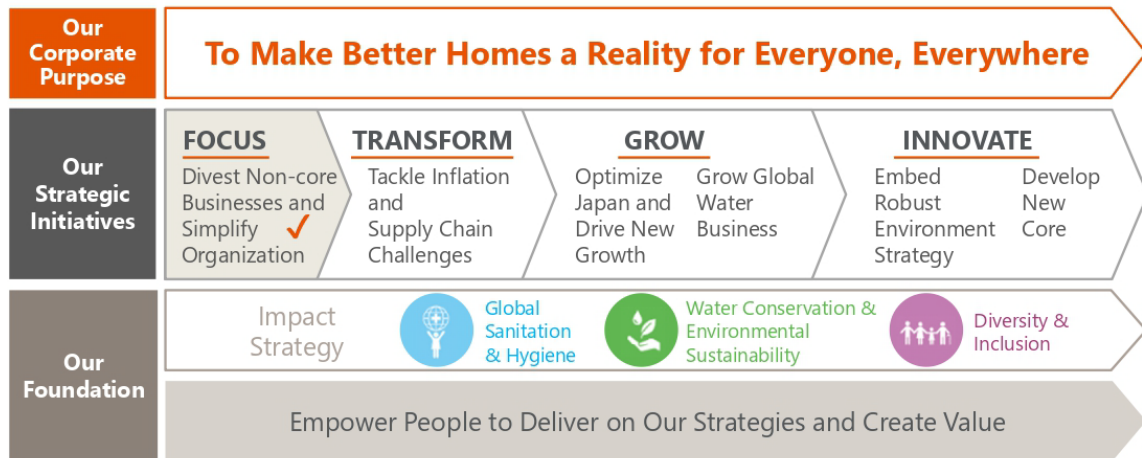 Our
Corporate
Purpose
To Make Better Homes a Reality for Everyone, Everywhere
Our
Strategic
Initiatives
FOCUS
Divest Non-core
Businesses and
Simplify
Organization
TRANSFORM
Tackle Inflation
and
Supply Chain
Challenges
GROW
Optimize
Japan and
Drive New
Growth
Grow Global
Water
Business
INNOVATE
Embed
Robust
Environment
Strategy
Develop
New
Core
Our
Foundation
Impact
Strategy
Global
Sanitation
& Hygiene
Water Conservation &
Environmental
Sustainability
Diversity &
Inclusion
Empower People to Deliver on Our Strategies and Create Value